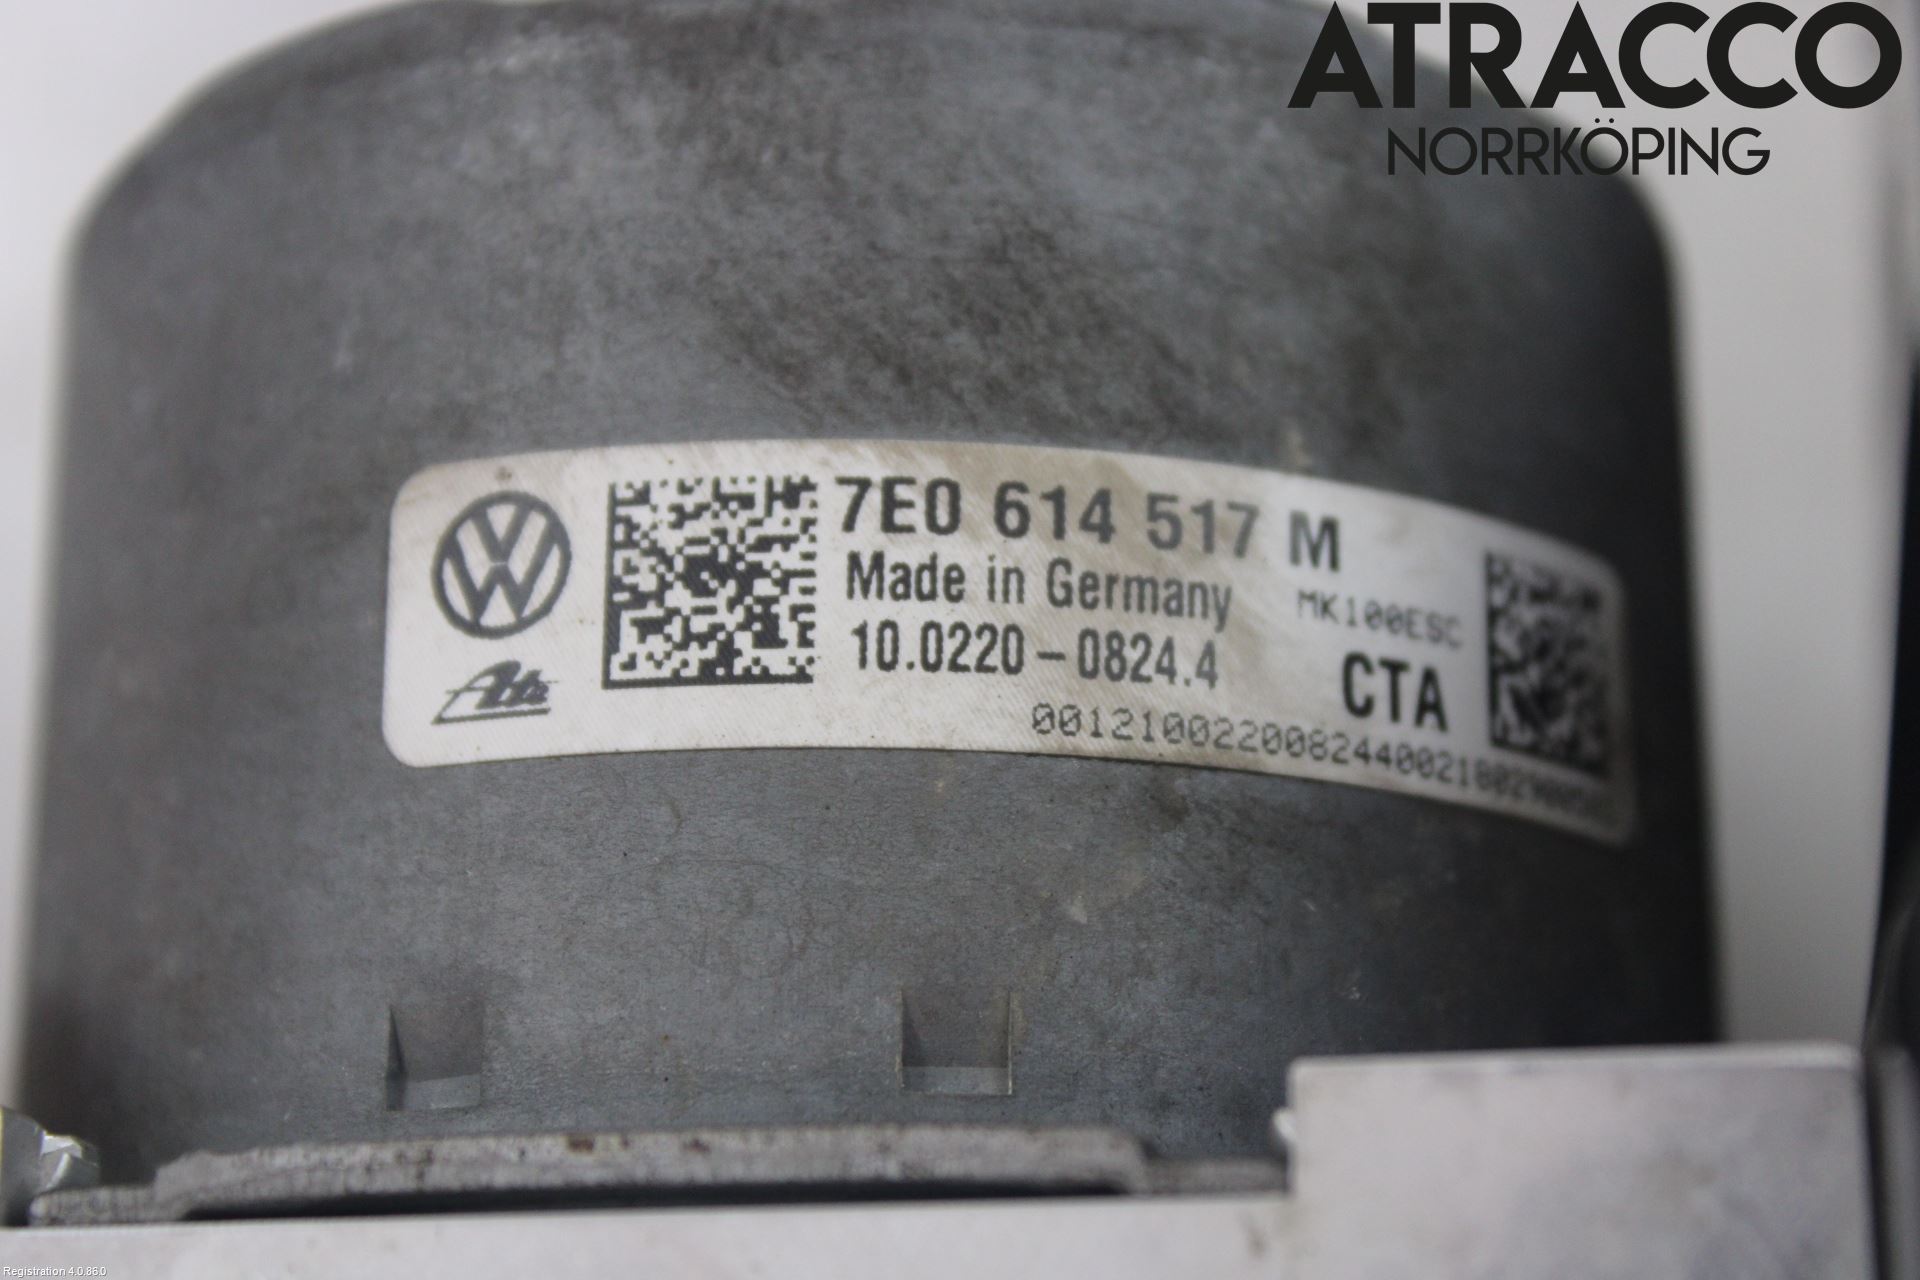 ATRACCO
NORRKÖPING
7E0 614 517 M
Made in Germany
MK100ESC
10.0220-0824.4
CTA
Ate
Registration 4.0.86.0